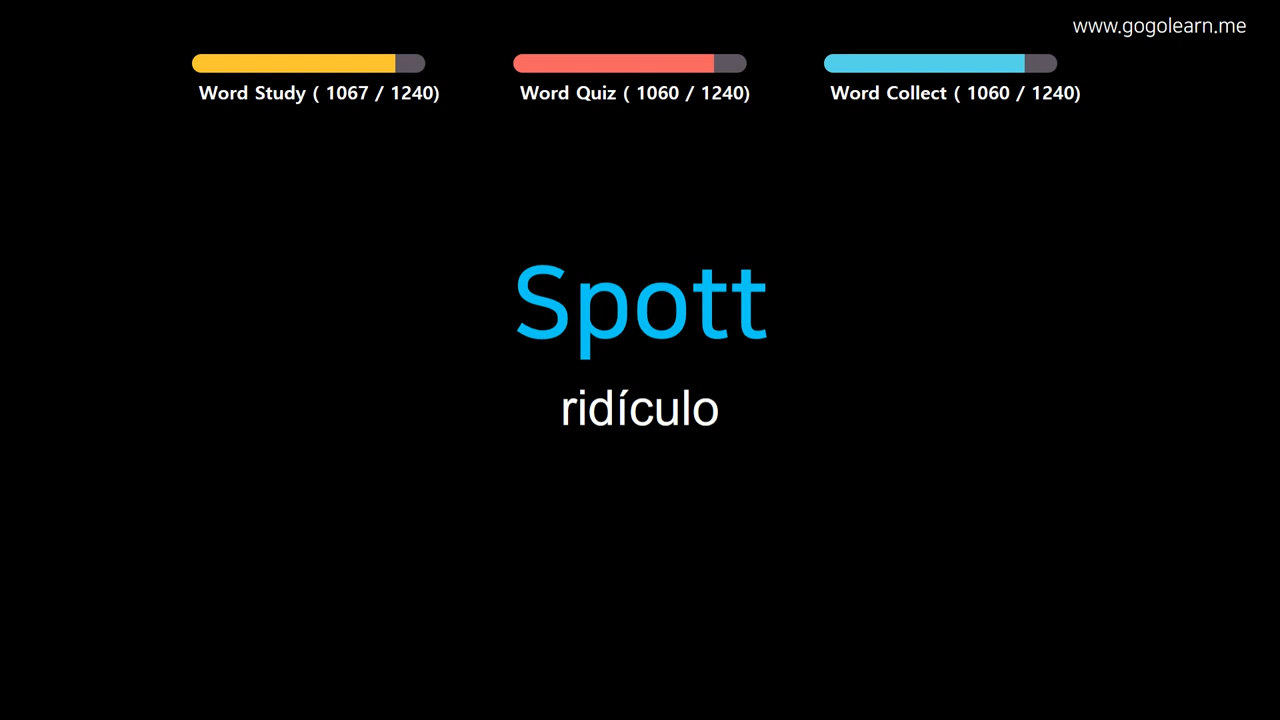 www.gogolearn.me
Word Study ( 1067 / 1240)
Word Quiz ( 1060 / 1240)
Word Collect ( 1060 / 1240)
Spott
ridículo